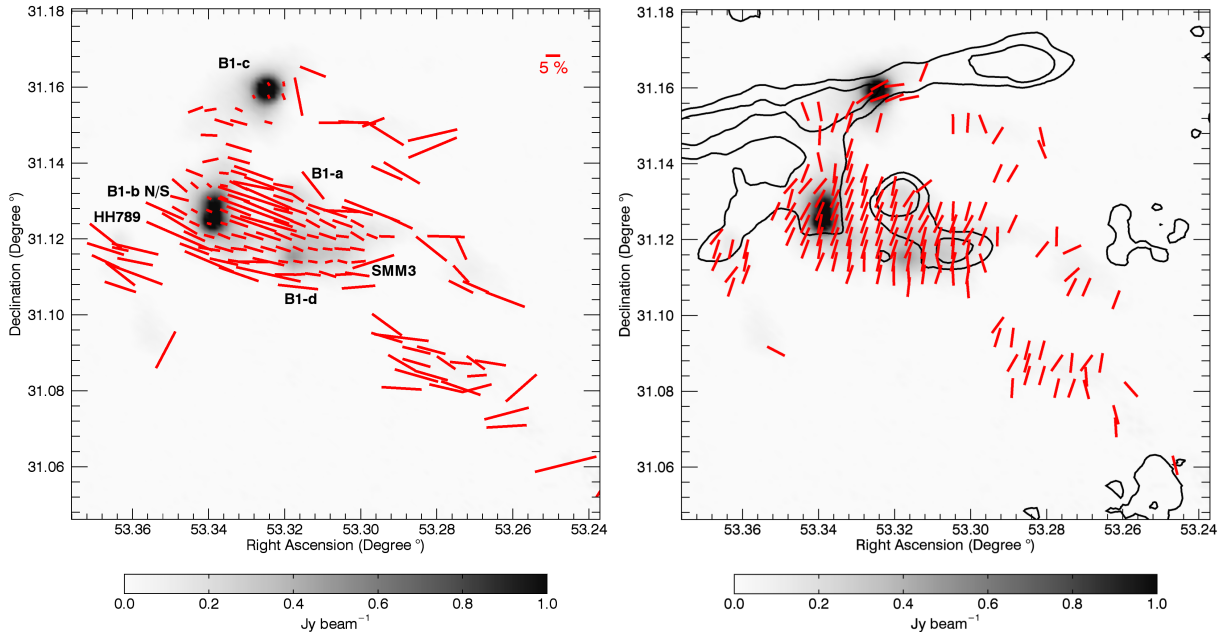 31.18
31.16
31.14
31.12
31.10
31.08
31.06
Declination (Degree °)
B1-c
5 %
B1-a
B1-b N/S
HH789
SMM3
B1-d
53.36 53.34 53.32 53.30 53.28 53.26 53.24
Right Ascension (Degree °)
0.0 0.2 0.4 0.6 0.8 1.0
Jy beam⁻¹
31.18
31.16
31.14
31.12
31.10
31.08
31.06
Declination (Degree °)
53.36 53.34 53.32 53.30 53.28 53.26 53.24
Right Ascension (Degree °)
0.0 0.2 0.4 0.6 0.8 1.0
Jy beam⁻¹